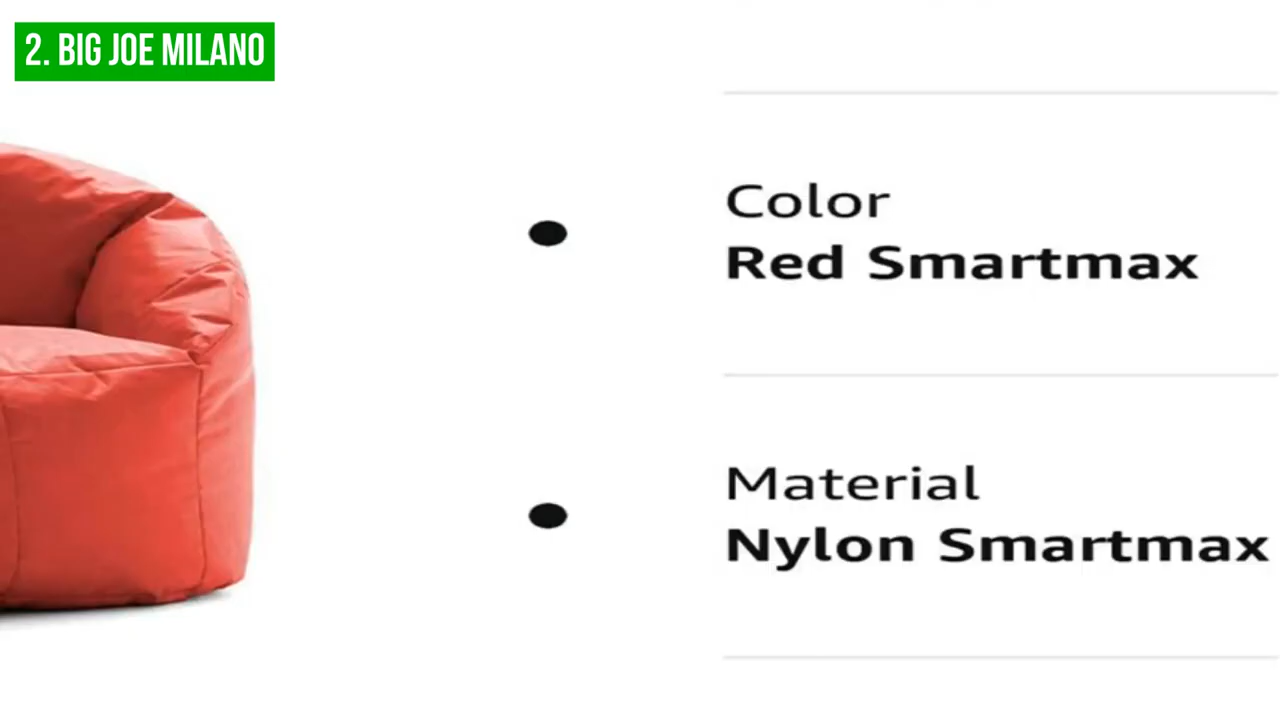 2. BIG JOE MILANO
Color
Red Smartmax
Material
Nylon Smartmax